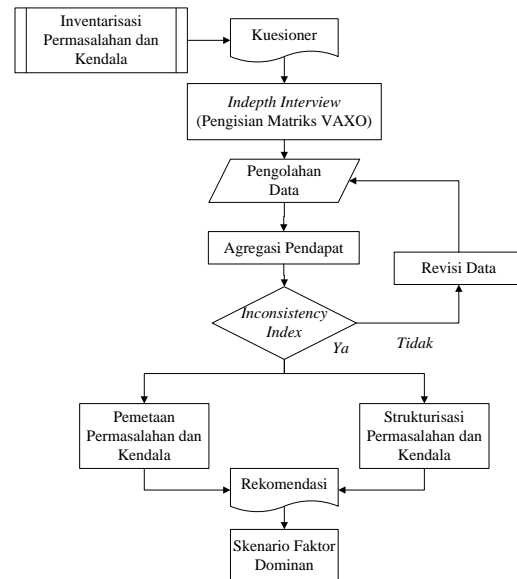 Inventarisasi
Permasalahan dan
Kendala
Kuesioner
Indepth Interview
(Pengisian Matriks VAXO)
Pengolahan
Data
Agregasi Pendapat
Revisi Data
Inconsistency
Index
Ya
Tidak
Pemetaan
Permasalahan dan
Kendala
Strukturisasi
Permasalahan dan
Kendala
Rekomendasi
Skenario Faktor
Dominan